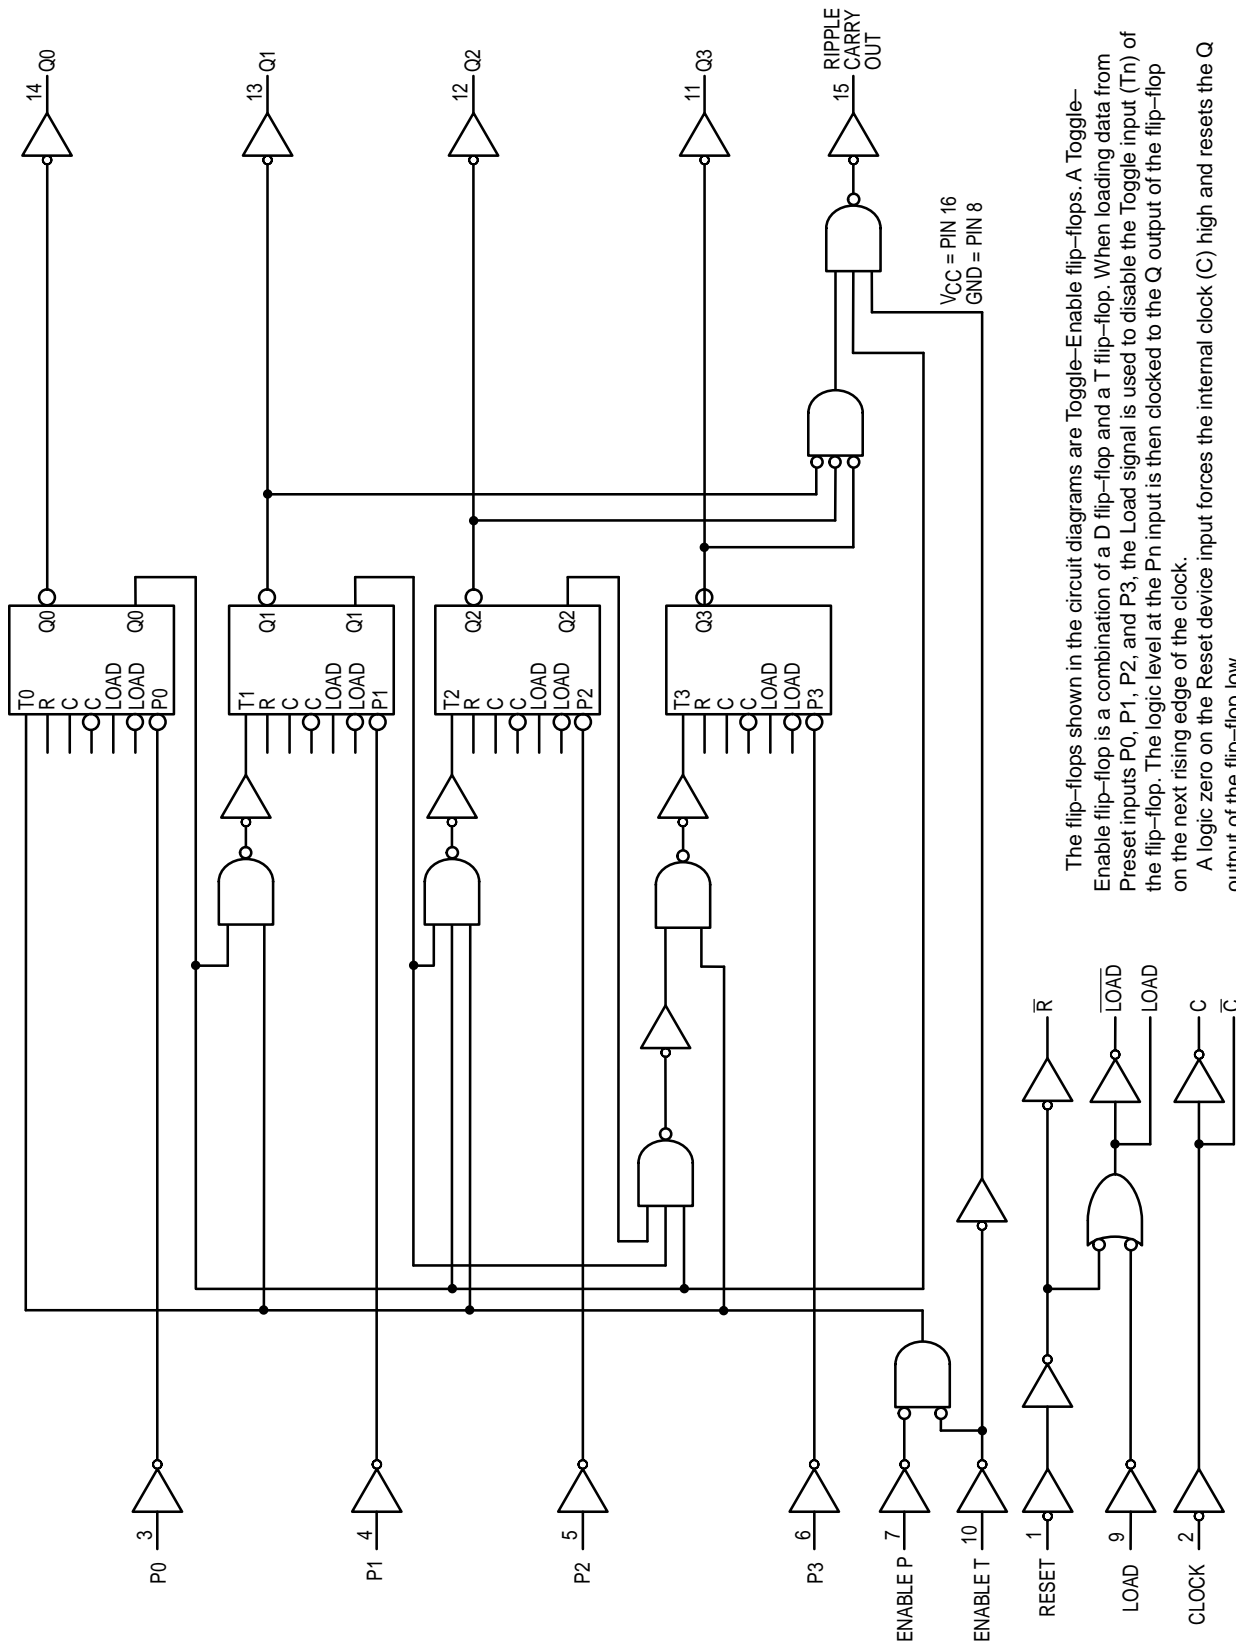 P0
3
P1
4
P2
5
P3
6
ENABLE P
7
ENABLE T
10
RESET
1
LOAD
9
CLOCK
2
T0
R
C
C
LOAD
LOAD
P0
Q0
Q0
T1
R
C
C
LOAD
LOAD
P1
Q1
Q1
T2
R
C
C
LOAD
LOAD
P2
Q2
Q2
T3
R
C
C
LOAD
LOAD
P3
Q3
14 Q0
13 Q1
12 Q2
11 Q3
15
RIPPLE
CARRY
OUT
VCC = PIN 16
GND = PIN 8
R̅
L̅O̅A̅D̅
LOAD
C
C̅
The flip–flops shown in the circuit diagrams are Toggle–Enable flip–flops. A Toggle–
Enable flip–flop is a combination of a D flip–flop and a T flip–flop. When loading data from
Preset inputs P0, P1, P2, and P3, the Load signal is used to disable the Toggle input (Tn) of
the flip–flop. The logic level at the Pn input is then clocked to the Q output of the flip–flop
on the next rising edge of the clock.
A logic zero on the Reset device input forces the internal clock (C) high and resets the Q
output of the flip–flop low.